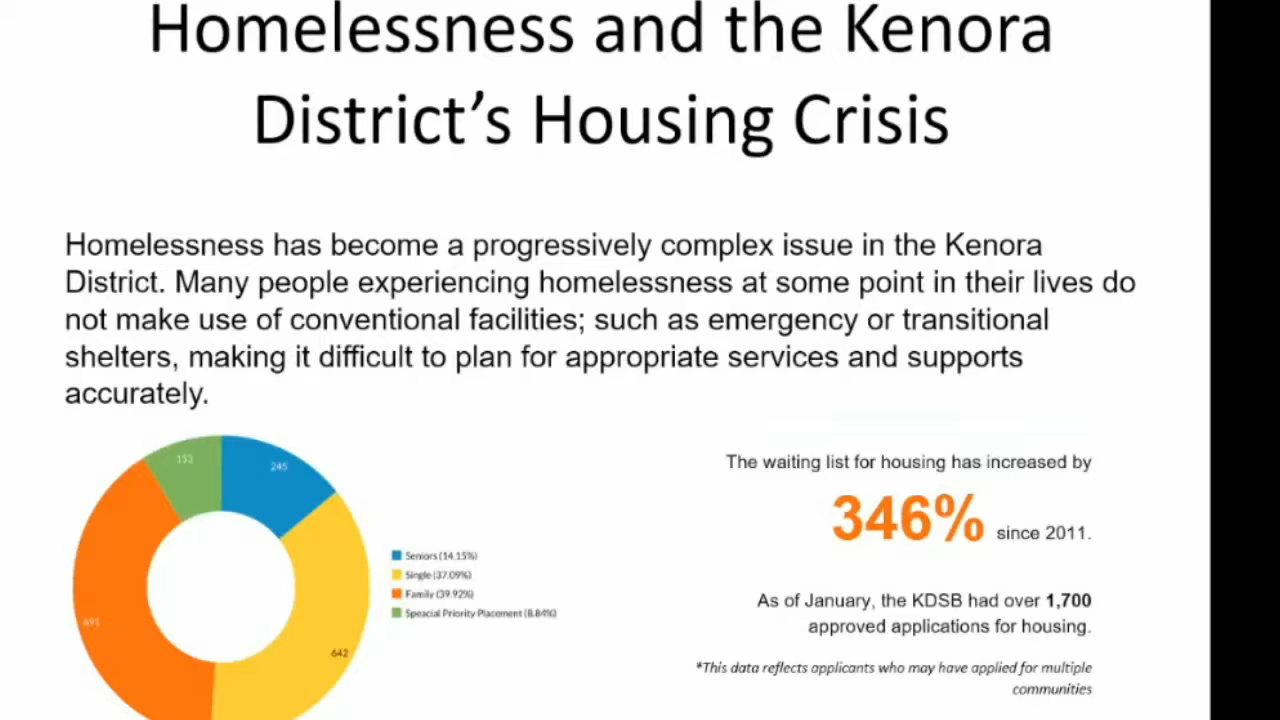 Homelessness and the Kenora
District's Housing Crisis
Homelessness has become a progressively complex issue in the Kenora
District. Many people experiencing homelessness at some point in their lives do
not make use of conventional facilities; such as emergency or transitional
shelters, making it difficult to plan for appropriate services and supports
accurately.
153
245
691
642
Seniors (14.15%)
Single (37.09%)
Family (39.92%)
Speacial Priority Placement (8.84%)
The waiting list for housing has increased by
346% since 2011.
As of January, the KDSB had over 1,700
approved applications for housing.
*This data reflects applicants who may have applied for multiple
communities